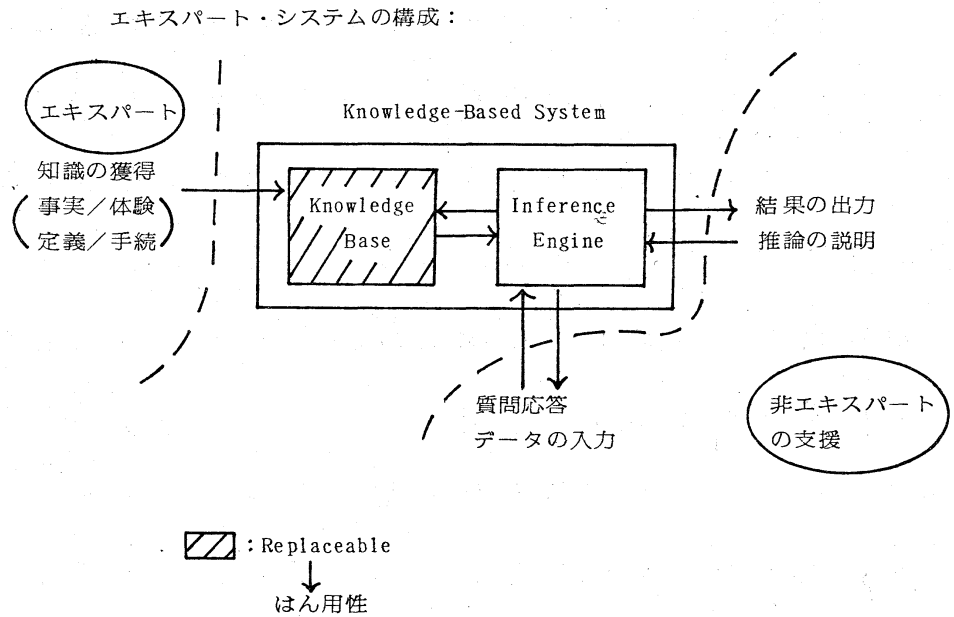 エキスパート・システムの構成：
エキスパート
知識の獲得
事実／体験
定義／手続
Knowledge-Based System
Knowledge
Base
Inference
Engine
結果の出力
推論の説明
質問応答
データの入力
非エキスパート
の支援
：Replaceable
はん用性